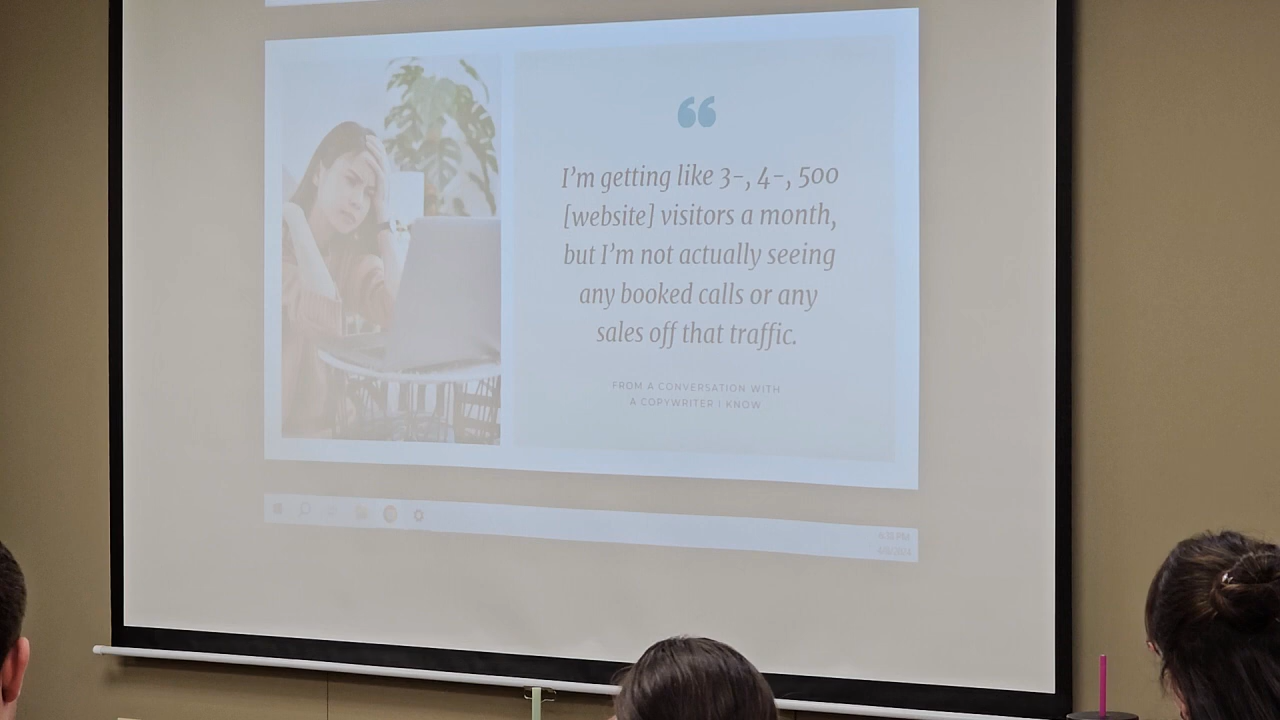 ❝
I’m getting like 3-, 4-, 500
[website] visitors a month,
but I’m not actually seeing
any booked calls or any
sales off that traffic.
FROM A CONVERSATION WITH
A COPYWRITER I KNOW